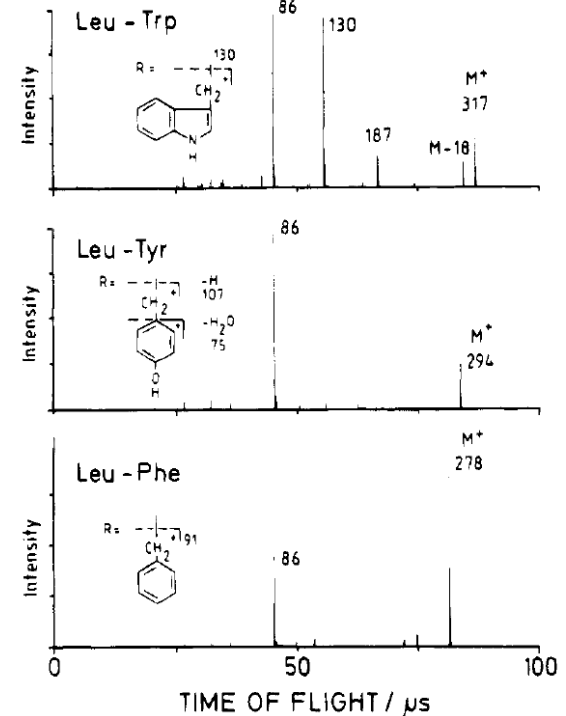 Leu-Trp
86
130
M+
317
187
M-18
R=
130
CH2
+
N
H
Intensity
Leu-Tyr
86
R=
-H
107
CH2
+
-H2O
75
+
O
H
M+
294
Intensity
Leu-Phe
M+
278
R=
91
CH2
+
86
Intensity
0 50 100
TIME OF FLIGHT / μs